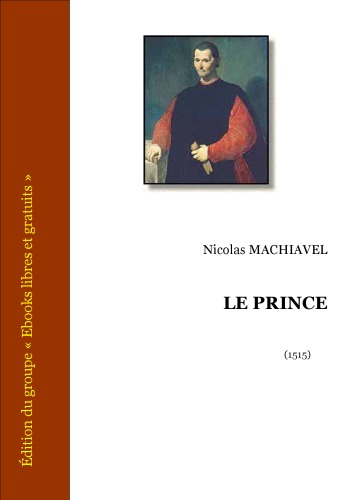 Édition du groupe « Ebooks libres et gratuits »
Nicolas MACHIAVEL
LE PRINCE
(1515)